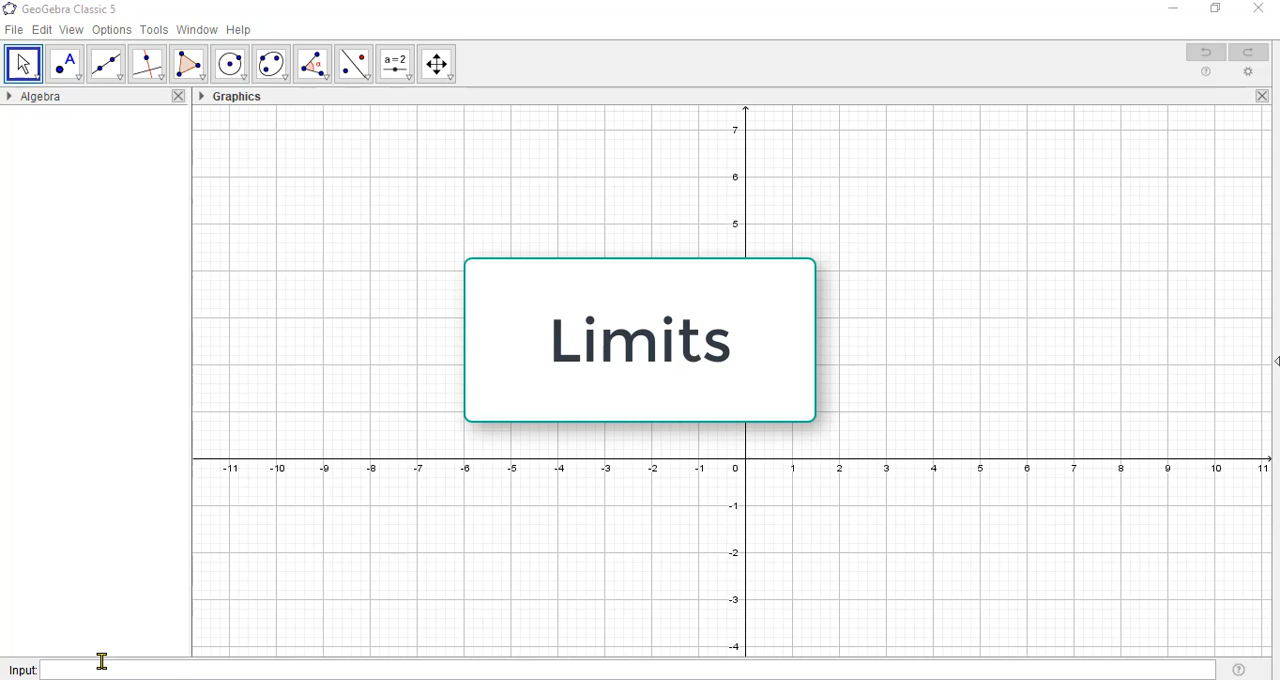 GeoGebra Classic 5
File Edit View Options Tools Window Help
A
α
a=2
Algebra
Graphics
7
6
5
Limits
-11 -10 -9 -8 -7 -6 -5 -4 -3 -2 -1 0 1 2 3 4 5 6 7 8 9 10 11
-1
-2
-3
-4
Input: